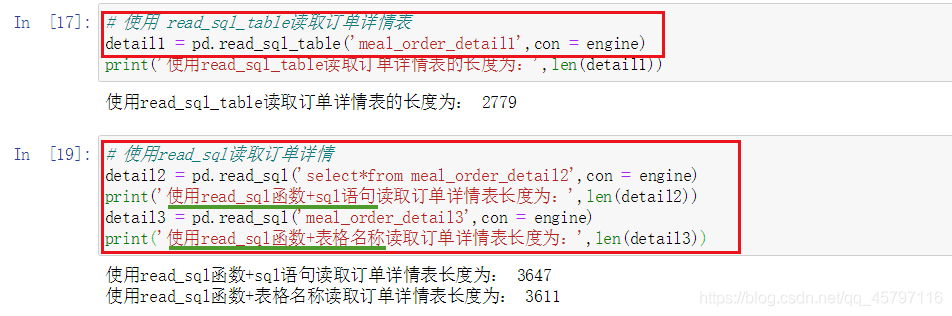 In [17]: # 使用 read_sql_table读取订单详情表
detail1 = pd.read_sql_table('meal_order_detail1',con = engine)
print('使用read_sql_table读取订单详情表的长度为：',len(detail1))
使用read_sql_table读取订单详情表的长度为： 2779
In [19]: # 使用read_sql读取订单详情
detail2 = pd.read_sql('select*from meal_order_detail2',con = engine)
print('使用read_sql函数+sql语句读取订单详情表长度为：',len(detail2))
detail3 = pd.read_sql('meal_order_detail3',con = engine)
print('使用read_sql函数+表格名称读取订单详情表长度为：',len(detail3))
使用read_sql函数+sql语句读取订单详情表长度为： 3647
使用read_sql函数+表格名称读取订单详情表长度为： 3611
https://blog.csdn.net/qq_45797116